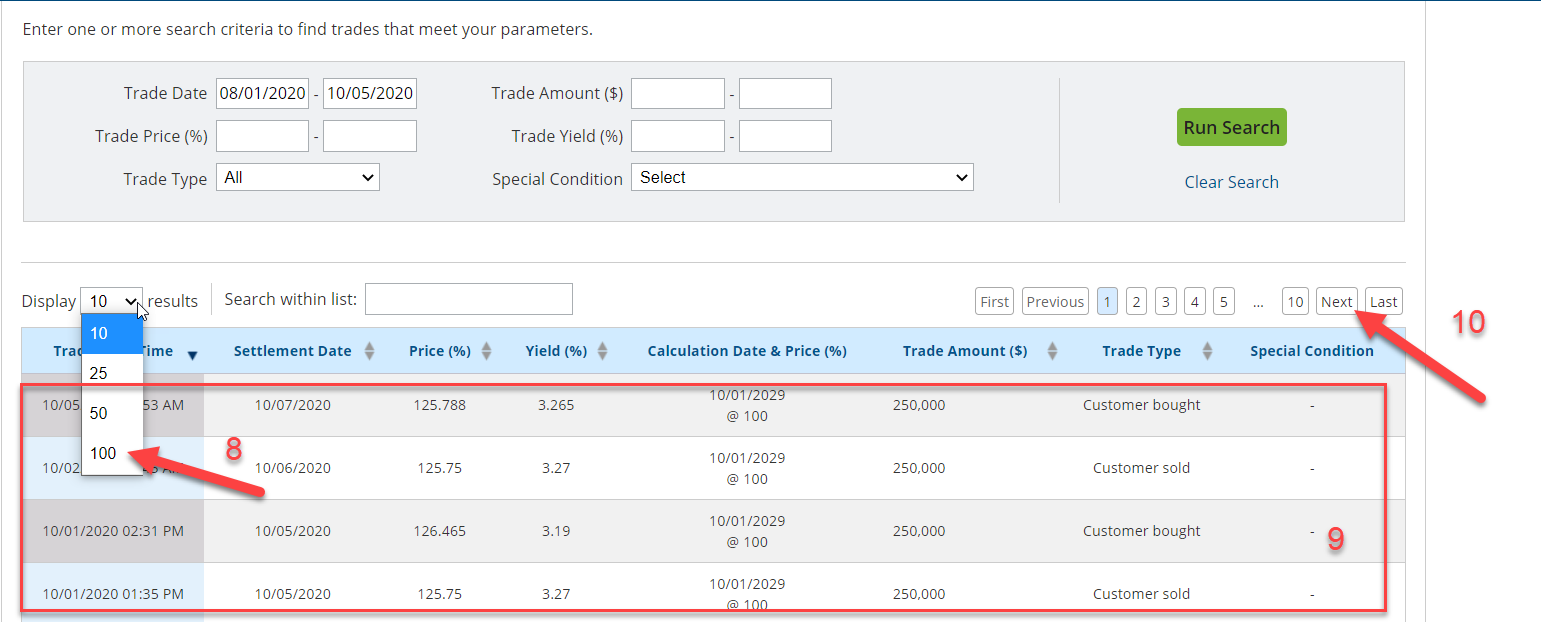 Enter one or more search criteria to find trades that meet your parameters.
Trade Date 08/01/2020 - 10/05/2020 Trade Amount ($) -
Run Search
Trade Price (%) - Trade Yield (%) -
Trade Type All Special Condition Select
Clear Search
Display 10 results Search within list: First Previous 1 2 3 4 5 ... 10 Next Last
10
10
25
50
100
8
Time Settlement Date Price (%) Yield (%) Calculation Date & Price (%) Trade Amount ($) Trade Type Special Condition
10/05 53 AM 10/07/2020 125.788 3.265 10/01/2029 @ 100 250,000 Customer bought -
10/02 10/06/2020 125.75 3.27 10/01/2029 @ 100 250,000 Customer sold -
10/01/2020 02:31 PM 10/05/2020 126.465 3.19 10/01/2029 @ 100 250,000 Customer bought -
9
10/01/2020 01:35 PM 10/05/2020 125.75 3.27 10/01/2029 @ 100 250,000 Customer sold -